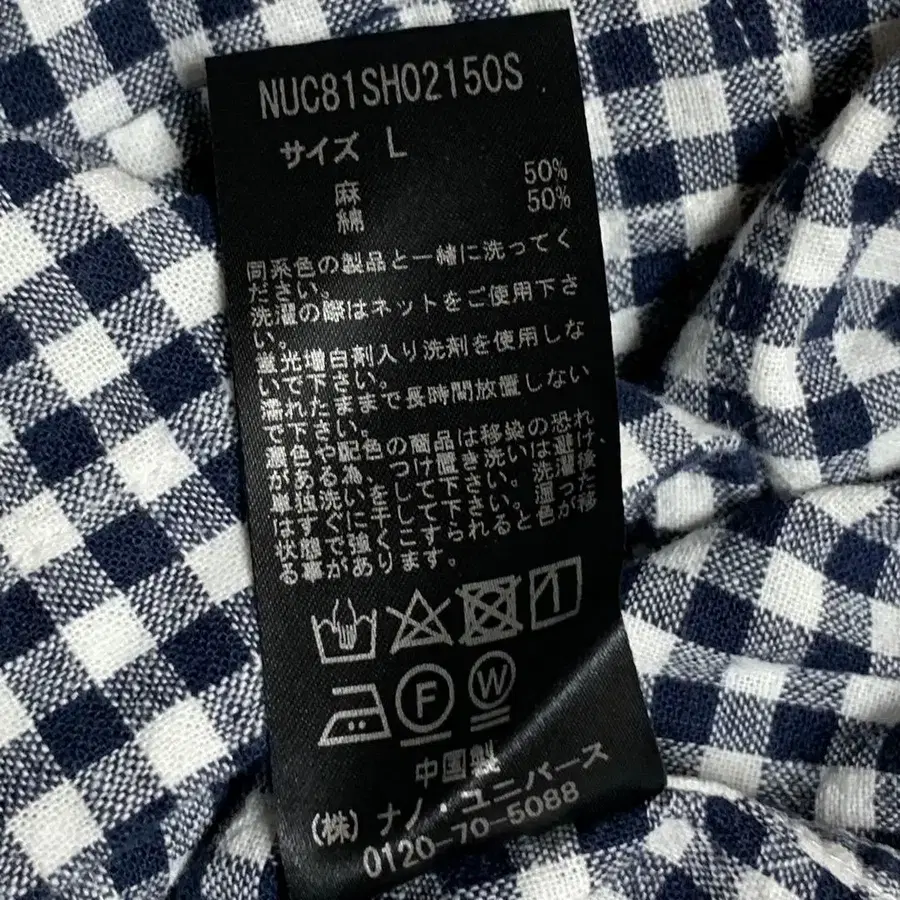 NUC81SH02150S
サイズ L
麻 50%
綿 50%
同系色の製品と一緒に洗ってく
ださい。
洗濯の際はネットをご使用下さ
い。
蛍光増白剤入り洗剤を使用しな
いで下さい。
濡れたままで長時間放置しない
で下さい。
濃色や配色の商品は移染の恐れ
がある為、つけ置き洗いは避け、
単独洗いをして下さい。洗濯後
はすぐに干して下さい。湿った
状態で強くこすられると色が移
る事があります。
F
W
中国製
(株) ナノ・ユニバース
0120-70-5088